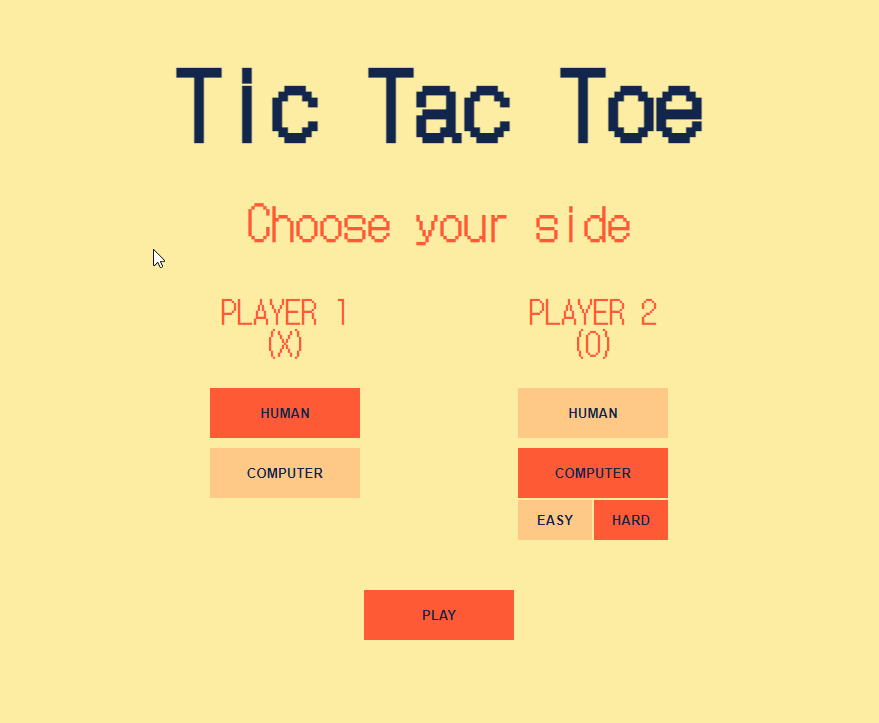 Tic Tac Toe
Choose your side
PLAYER 1
(X)
HUMAN
COMPUTER
PLAYER 2
(O)
HUMAN
COMPUTER
EASY
HARD
PLAY